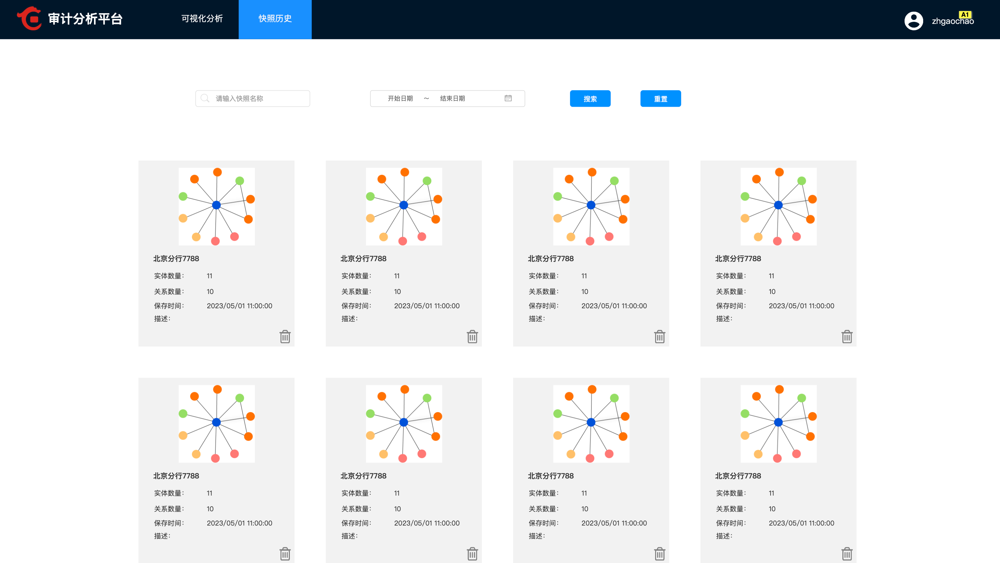 审计分析平台
可视化分析
快照历史
A1
zhgaochao
请输入快照名称
开始日期 ～ 结束日期
搜索
重置
北京分行7788
实体数量： 11
关系数量： 10
保存时间： 2023/05/01 11:00:00
描述：
北京分行7788
实体数量： 11
关系数量： 10
保存时间： 2023/05/01 11:00:00
描述：
北京分行7788
实体数量： 11
关系数量： 10
保存时间： 2023/05/01 11:00:00
描述：
北京分行7788
实体数量： 11
关系数量： 10
保存时间： 2023/05/01 11:00:00
描述：
北京分行7788
实体数量： 11
关系数量： 10
保存时间： 2023/05/01 11:00:00
描述：
北京分行7788
实体数量： 11
关系数量： 10
保存时间： 2023/05/01 11:00:00
描述：
北京分行7788
实体数量： 11
关系数量： 10
保存时间： 2023/05/01 11:00:00
描述：
北京分行7788
实体数量： 11
关系数量： 10
保存时间： 2023/05/01 11:00:00
描述：